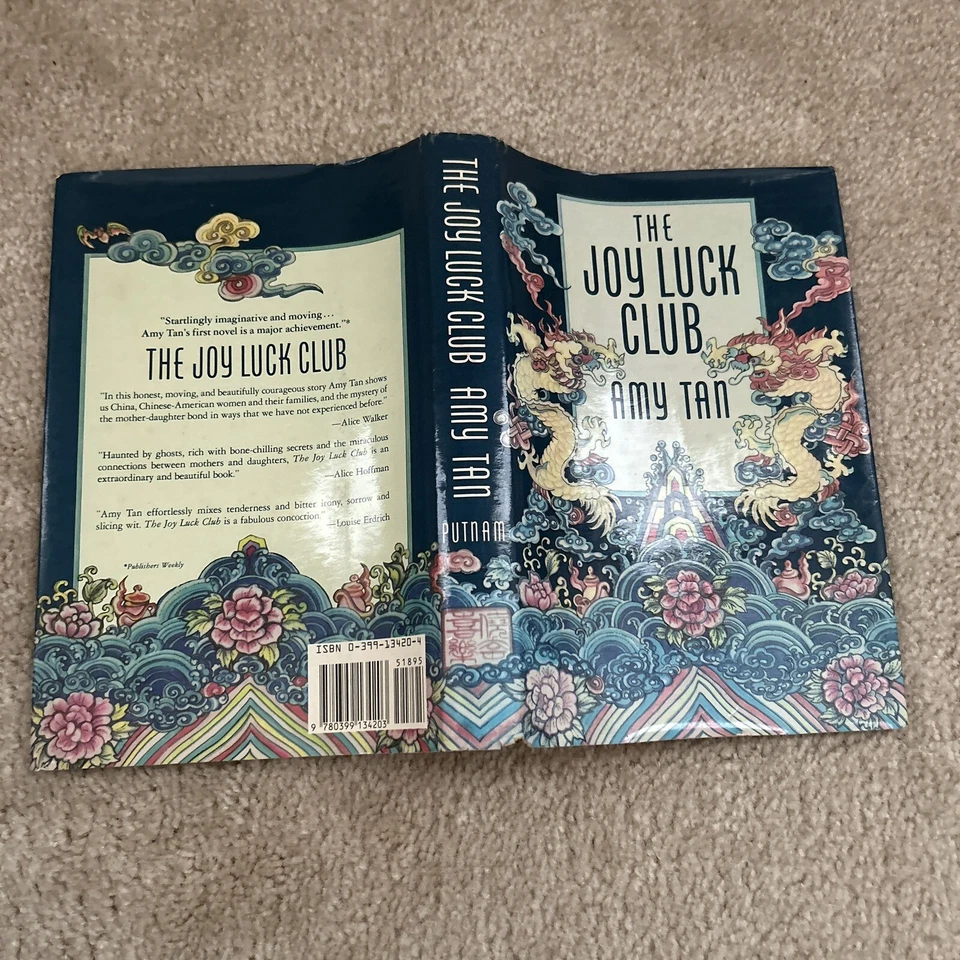 "Startlingly imaginative and moving...
Amy Tan's first novel is a major achievement."*
THE JOY LUCK CLUB
"In this honest, moving, and beautifully courageous story Amy Tan shows
us China, Chinese-American women and their families, and the mystery of
the mother-daughter bond in ways that we have not experienced before."
—Alice Walker
"Haunted by ghosts, rich with bone-chilling secrets and the miraculous
connections between mothers and daughters, The Joy Luck Club is an
extraordinary and beautiful book." —Alice Hoffman
"Amy Tan effortlessly mixes tenderness and bitter irony, sorrow and
slicing wit. The Joy Luck Club is a fabulous concoction." —Louise Erdrich
*Publishers Weekly
ISBN 0-399-13420-4
51895
9 780399 134203
THE JOY LUCK CLUB AMY TAN
PUTNAM
THE
JOY LUCK
CLUB
AMY TAN